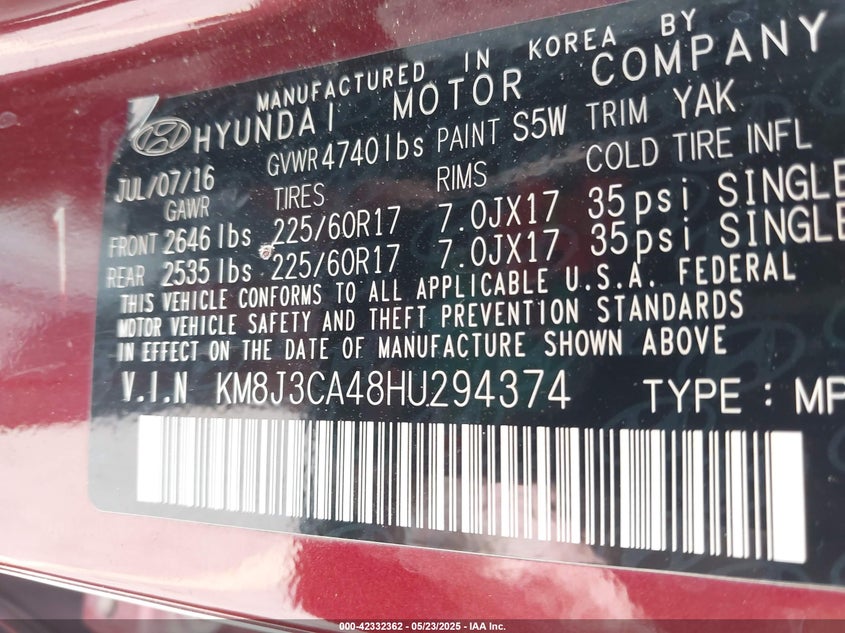 MANUFACTURED IN KOREA BY
HYUNDAI MOTOR COMPANY
JUL/07/16 GVWR 4740lbs PAINT S5W TRIM YAK
GAWR TIRES RIMS COLD TIRE INFL
FRONT 2646 lbs 225/60R17 7.0JX17 35psi SINGLE
REAR 2535 lbs 225/60R17 7.0JX17 35psi SINGLE
THIS VEHICLE CONFORMS TO ALL APPLICABLE U.S.A. FEDERAL
MOTOR VEHICLE SAFETY AND THEFT PREVENTION STANDARDS
IN EFFECT ON THE DATE OF MANUFACTURE SHOWN ABOVE
V.I.N KM8J3CA48HU294374 TYPE : MP
000-42332362 - 05/23/2025 - IAA Inc.